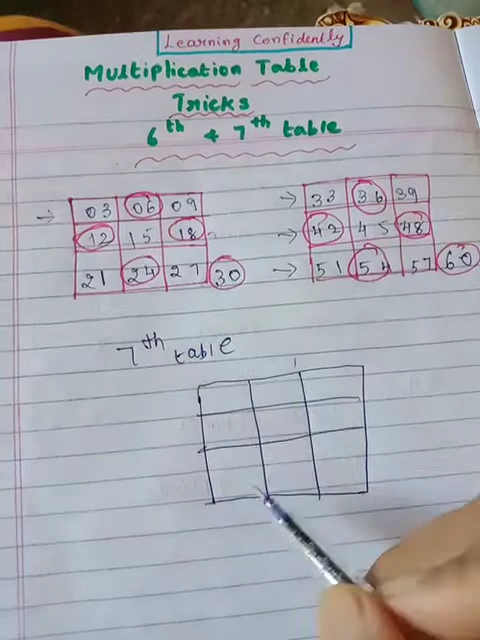 Learning Confidently
Multiplication Table
Tricks
6th & 7th table
→ 03 06 09
12 15 18
21 24 27 30
→ 33 36 39
→ 42 45 48
→ 51 54 57 60
7th table